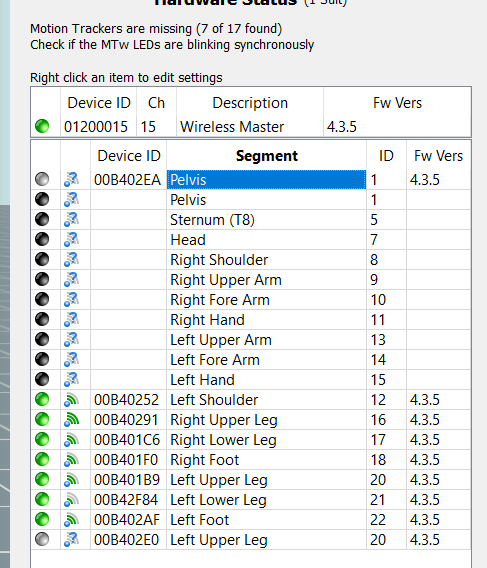 Hardware Status (1 Suit)
Motion Trackers are missing (7 of 17 found)
Check if the MTw LEDs are blinking synchronously
Right click an item to edit settings
Device ID Ch Description Fw Vers
01200015 15 Wireless Master 4.3.5
Device ID Segment ID Fw Vers
00B402EA Pelvis 1 4.3.5
Pelvis 1
Sternum (T8) 5
Head 7
Right Shoulder 8
Right Upper Arm 9
Right Fore Arm 10
Right Hand 11
Left Upper Arm 13
Left Fore Arm 14
Left Hand 15
00B40252 Left Shoulder 12 4.3.5
00B40291 Right Upper Leg 16 4.3.5
00B401C6 Right Lower Leg 17 4.3.5
00B401F0 Right Foot 18 4.3.5
00B401B9 Left Upper Leg 20 4.3.5
00B42F84 Left Lower Leg 21 4.3.5
00B402AF Left Foot 22 4.3.5
00B402E0 Left Upper Leg 20 4.3.5